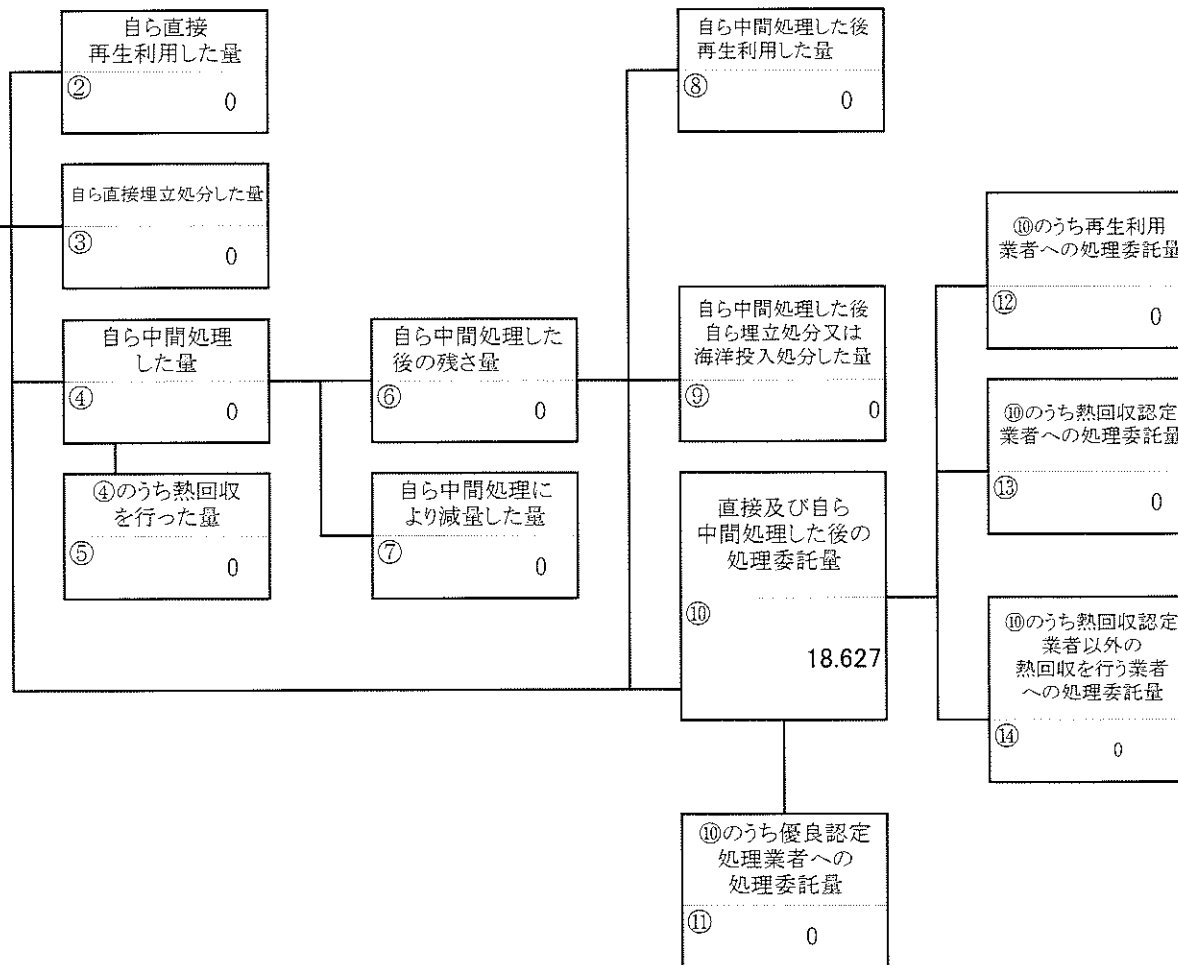 自ら直接
再生利用した量
②
0
自ら直接埋立処分した量
③
0
自ら中間処理
した量
④
0
④のうち熱回収
を行った量
⑤
0
自ら中間処理した
後の残さ量
⑥
0
自ら中間処理に
より減量した量
⑦
0
自ら中間処理した後
再生利用した量
⑧
0
自ら中間処理した後
自ら埋立処分又は
海洋投入処分した量
⑨
0
直接及び自ら
中間処理した後の
処理委託量
⑩
18.627
⑩のうち優良認定
処理業者への
処理委託量
⑪
0
⑩のうち再生利用
業者への処理委託量
⑫
0
⑩のうち熱回収認定
業者への処理委託量
⑬
0
⑩のうち熱回収認定
業者以外の
熱回収を行う業者
への処理委託量
⑭
0